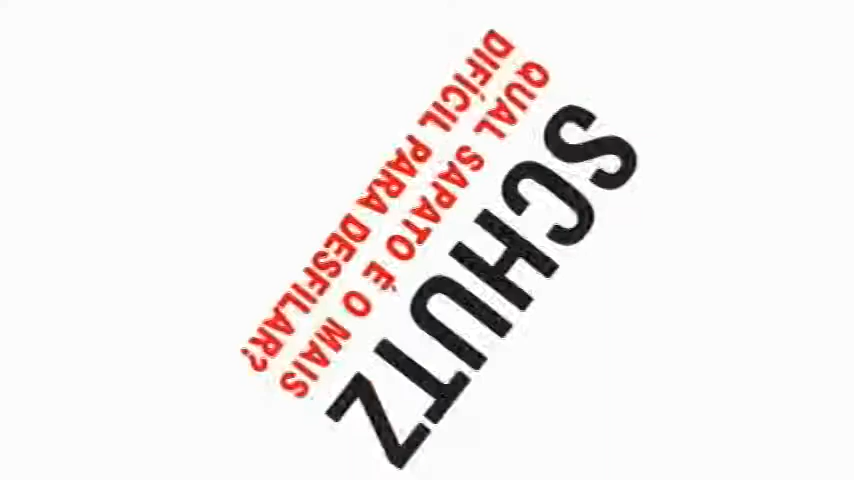 SCHUTZ
QUAL SAPATO É O MAIS
DIFÍCIL PARA DESFILAR?